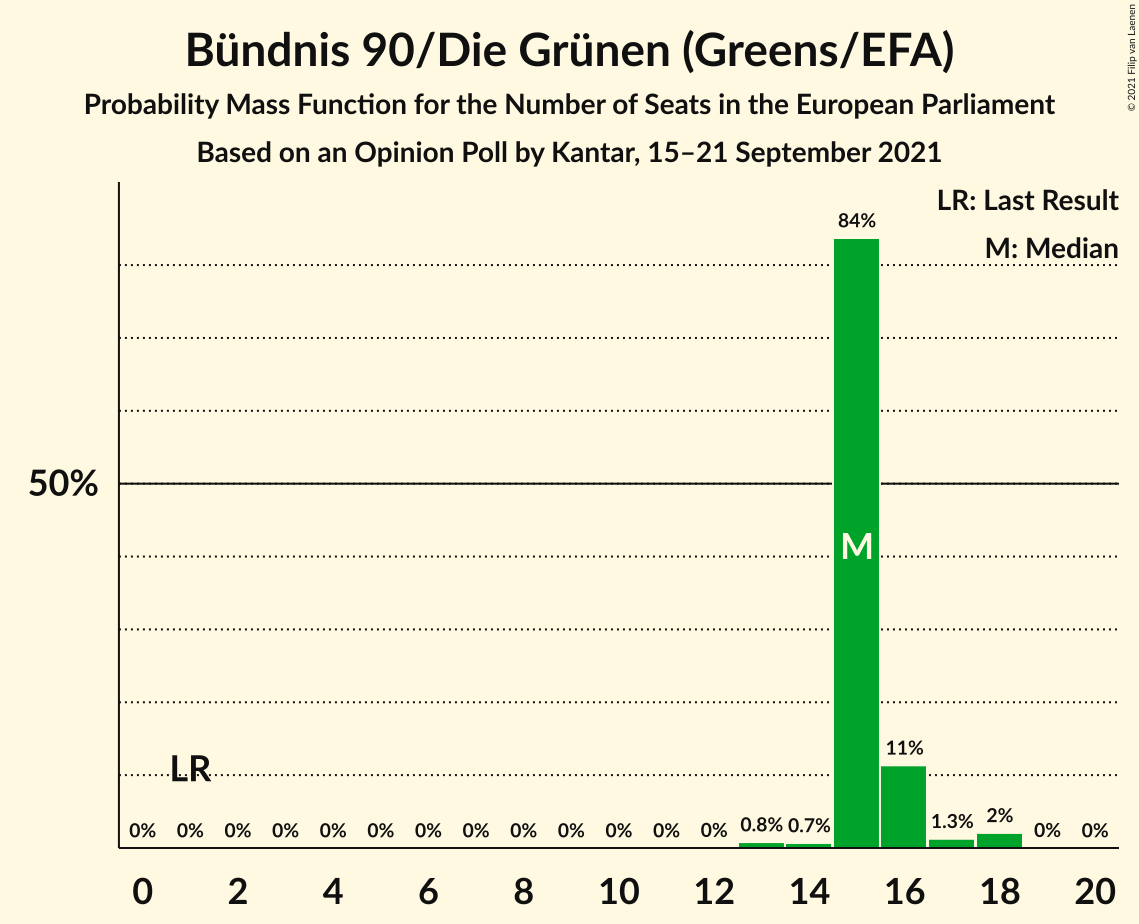 Bündnis 90/Die Grünen (Greens/EFA)
Probability Mass Function for the Number of Seats in the European Parliament
Based on an Opinion Poll by Kantar, 15–21 September 2021
© 2021 Filip van Laenen
LR: Last Result
M: Median
84%
50%
M
11%
LR
0% 0% 0% 0% 0% 0% 0% 0% 0% 0% 0% 0% 0% 0.8% 0.7% 1.3% 2% 0% 0%
0 2 4 6 8 10 12 14 16 18 20